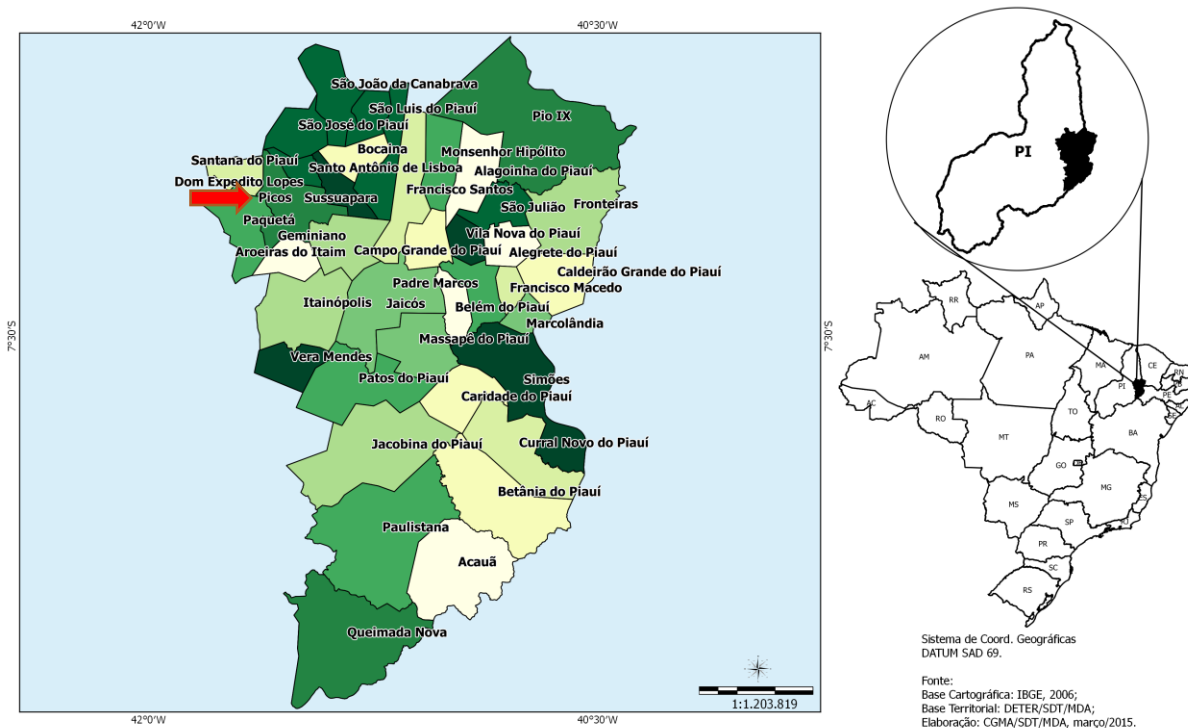 42°0'W
40°30'W
São João da Canabrava
São Luis do Piauí
Pio IX
São José do Piauí
Bocaina
Monsenhor Hipólito
Santana do Piauí
Santo Antônio de Lisboa
Alagoinha do Piauí
Dom Expedito Lopes
Francisco Santos
Picos
Sussuapara
São Julião
Fronteiras
Paquetá
Geminiano
Vila Nova do Piauí
Aroeiras do Itaim
Campo Grande do Piauí
Alegrete do Piauí
Caldeirão Grande do Piauí
Padre Marcos
Francisco Macedo
Itainópolis
Jaicós
Belém do Piauí
Marcolândia
Massapê do Piauí
Vera Mendes
Patos do Piauí
Simões
Caridade do Piauí
Jacobina do Piauí
Curral Novo do Piauí
Betânia do Piauí
Paulistana
Acauã
Queimada Nova
7°30'S
7°30'S
1:1.203.819
42°0'W
40°30'W
PI
RR
AP
AM
PA
MA
CE
RN
PI
PE
AC
TO
RO
BA
MT
GO
MG
MS
SP
PR
SC
RS
Sistema de Coord. Geográficas
DATUM SAD 69.
Fonte:
Base Cartográfica: IBGE, 2006;
Base Territorial: DETER/SDT/MDA;
Elaboração: CGMA/SDT/MDA, março/2015.